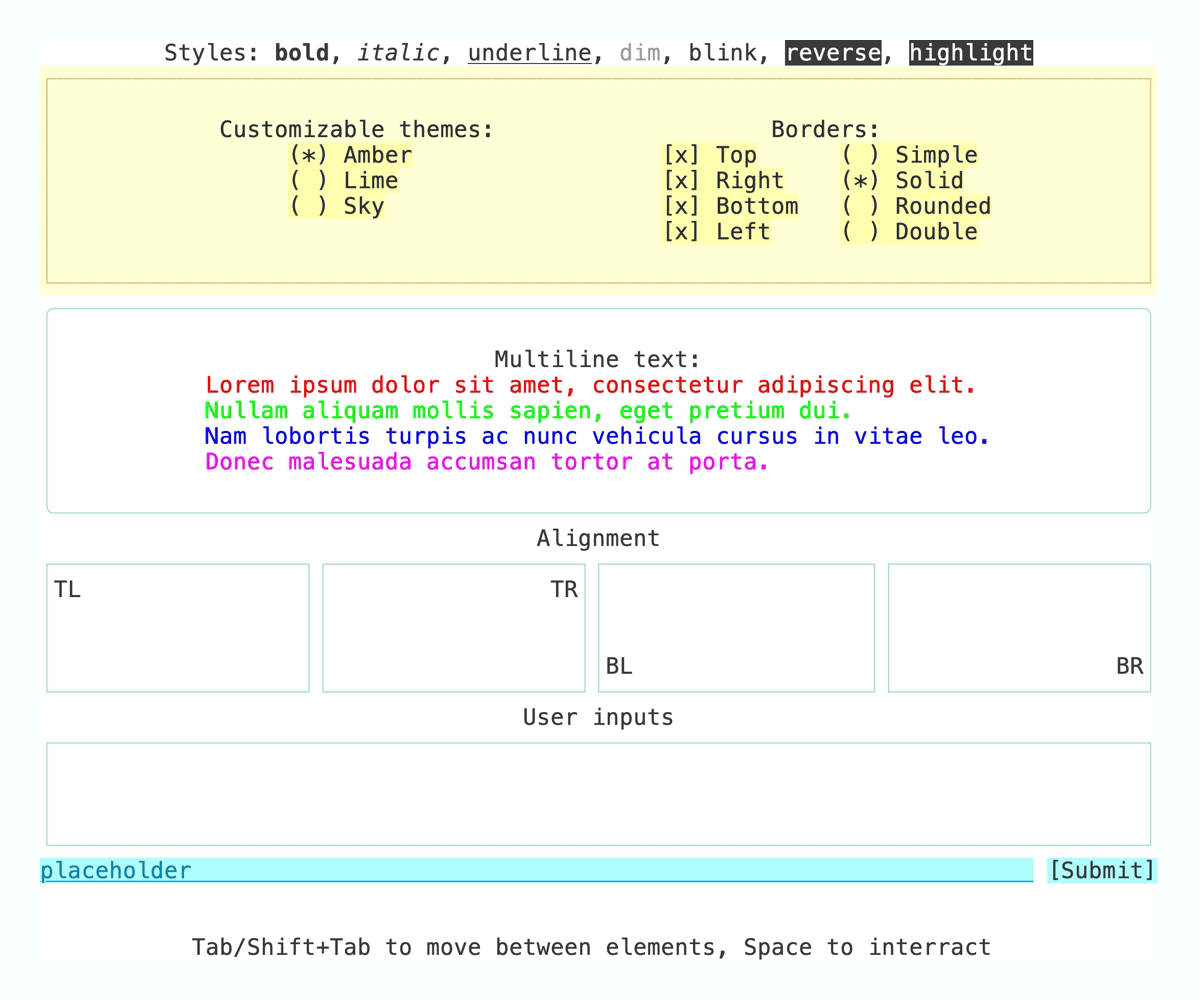 Styles: bold, italic, underline, dim, blink, reverse, highlight
Customizable themes:
(*) Amber
( ) Lime
( ) Sky
Borders:
[x] Top ( ) Simple
[x] Right (*) Solid
[x] Bottom ( ) Rounded
[x] Left ( ) Double
Multiline text:
Lorem ipsum dolor sit amet, consectetur adipiscing elit.
Nullam aliquam mollis sapien, eget pretium dui.
Nam lobortis turpis ac nunc vehicula cursus in vitae leo.
Donec malesuada accumsan tortor at porta.
Alignment
TL
TR
BL
BR
User inputs
placeholder [Submit]
Tab/Shift+Tab to move between elements, Space to interract